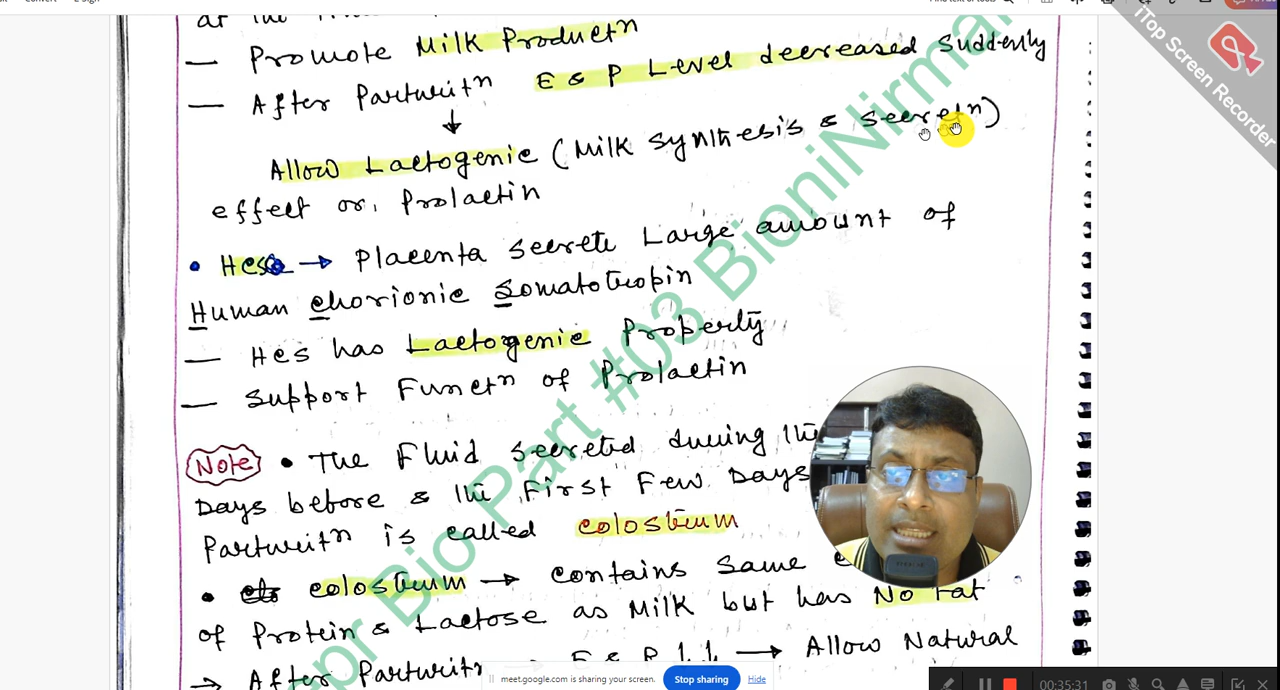 at the
— Promote Milk Productn
— After Parturitn E & P Level decreased Suddenly
↓
Allow Lactogenic (Milk synthesis & secretn)
effect of Prolactin
• HCS → Placenta secrete Large amount of
Human Chorionic Somatotropin
— Hcs has Lactogenic Property
— Support Functn of Prolactin
Note • The Fluid secreted during the
Days before & the First Few Days
Parturitn is called colostrum
• colostrum → contains same
of Protein & Lactose as Milk but has No Fat
→ After Parturitn E & P ↓↓ → Allow Natural
Bio Part #03 BioniNirman
iTop Screen Recorder
meet.google.com is sharing your screen. Stop sharing Hide
00:35:31